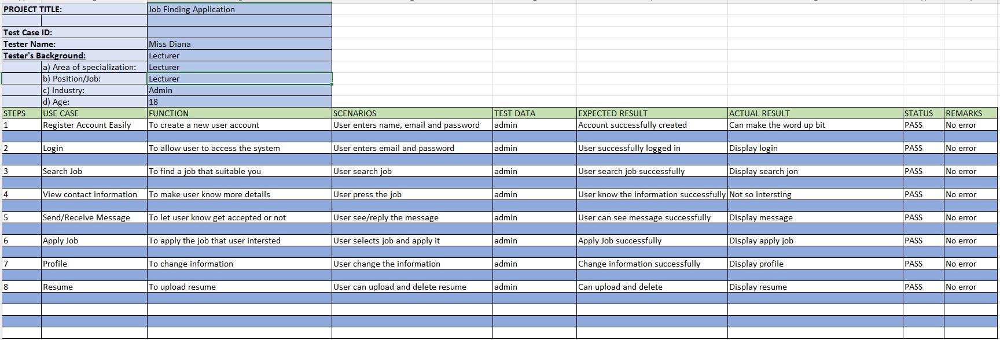 PROJECT TITLE: Job Finding Application
Test Case ID:
Tester Name: Miss Diana
Tester's Background: Lecturer
a) Area of specialization: Lecturer
b) Position/Job: Lecturer
c) Industry: Admin
d) Age: 18
STEPS USE CASE FUNCTION SCENARIOS TEST DATA EXPECTED RESULT ACTUAL RESULT STATUS REMARKS
1 Register Account Easily To create a new user account User enters name, email and password admin Account successfully created Can make the word up bit PASS No error
2 Login To allow user to access the system User enters email and password admin User successfully logged in Display login PASS No error
3 Search Job To find a job that suitable you User search job admin User search job successfully Display search jon PASS No error
4 View contact information To make user know more details User press the job admin User know the information successfully Not so intersting PASS No error
5 Send/Receive Message To let user know get accepted or not User see/reply the message admin User can see message successfully Display message PASS No error
6 Apply Job To apply the job that user intersted User selects job and apply it admin Apply Job successfully Display apply job PASS No error
7 Profile To change information User change the information admin Change information successfully Display profile PASS No error
8 Resume To upload resume User can upload and delete resume admin Can upload and delete Display resume PASS No error